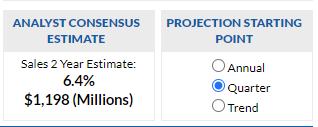 ANALYST CONSENSUS
ESTIMATE
Sales 2 Year Estimate:
6.4%
$1,198 (Millions)
PROJECTION STARTING
POINT
Annual
Quarter
Trend